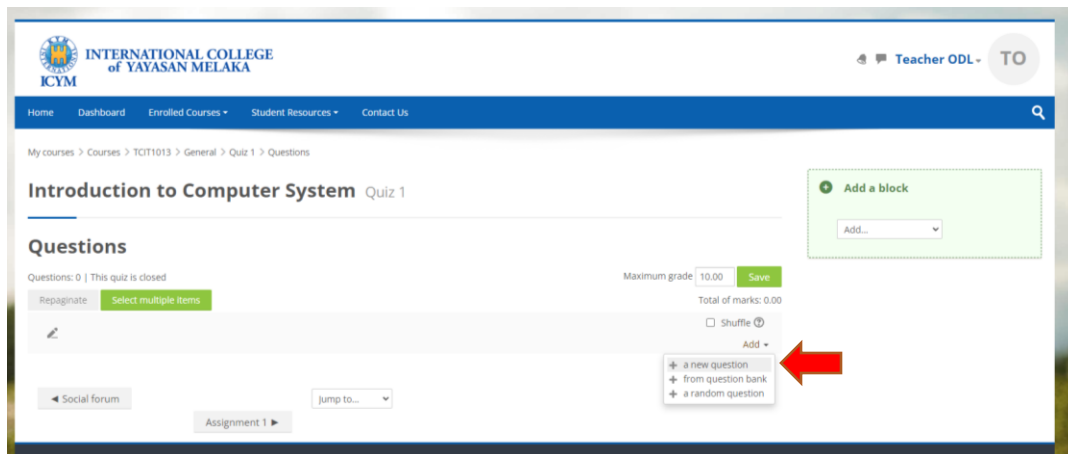 INTERNATIONAL COLLEGE
of YAYASAN MELAKA
ICYM
Teacher ODL
TO
Home Dashboard Enrolled Courses Student Resources Contact Us
My courses > Courses > TCIT1013 > General > Quiz 1 > Questions
Introduction to Computer System Quiz 1
Add a block
Add...
Questions
Questions: 0 | This quiz is closed
Maximum grade 10.00 Save
Repaginate Select multiple items
Total of marks: 0.00
Shuffle
Add
+ a new question
+ from question bank
+ a random question
◄ Social forum
Jump to...
Assignment 1 ►